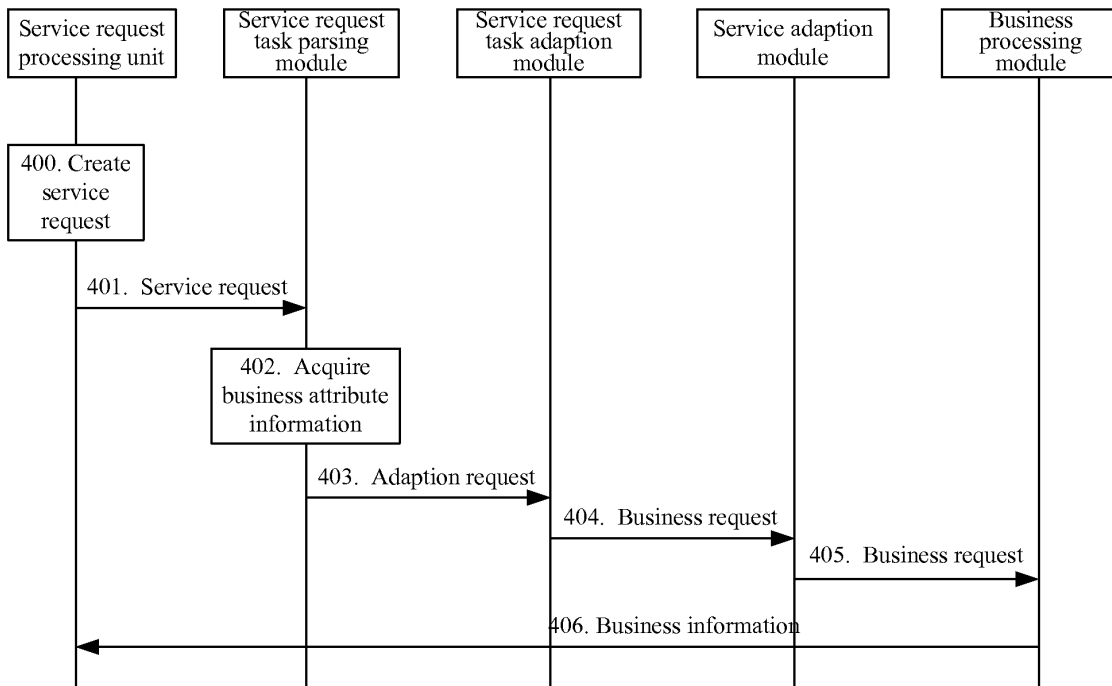 Service request
processing unit
Service request
task parsing
module
Service request
task adaption
module
Service adaption
module
Business
processing
module
400. Create
service
request
401. Service request
402. Acquire
business attribute
information
403. Adaption request
404. Business request
405. Business request
406. Business information